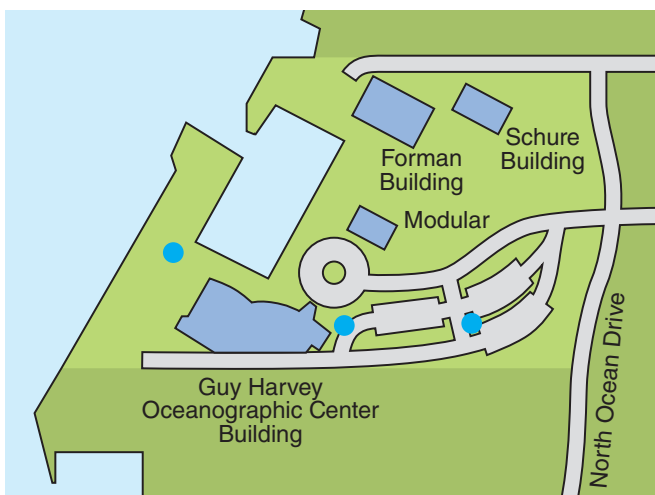 Schure
Building
Forman
Building
Modular
North Ocean Drive
Guy Harvey
Oceanographic Center
Building